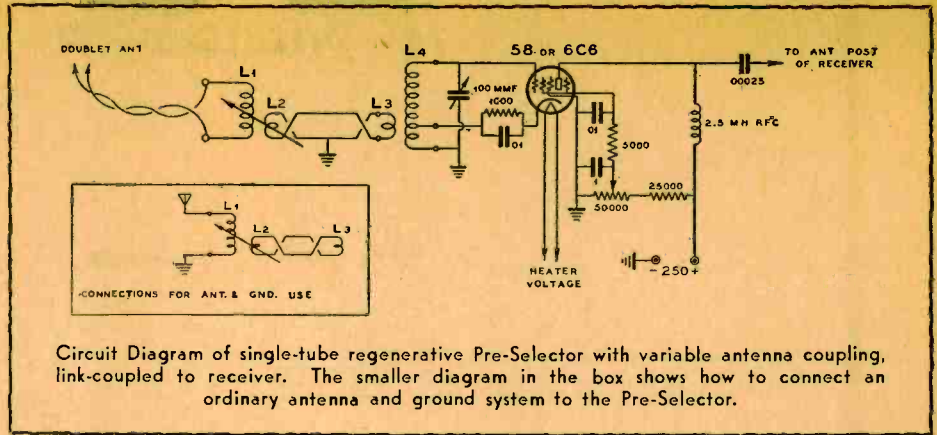 DOUBLET ANT
L1
L2
L3
L4
100 MMF
1000
01
58 OR 6C6
01
5000
1
50000
25000
00025
TO ANT POST
OF RECEIVER
2.5 MH RFC
HEATER
VOLTAGE
- 250 +
L1
L2
L3
CONNECTIONS FOR ANT. & GND. USE
Circuit Diagram of single-tube regenerative Pre-Selector with variable antenna coupling,
link-coupled to receiver. The smaller diagram in the box shows how to connect an
ordinary antenna and ground system to the Pre-Selector.